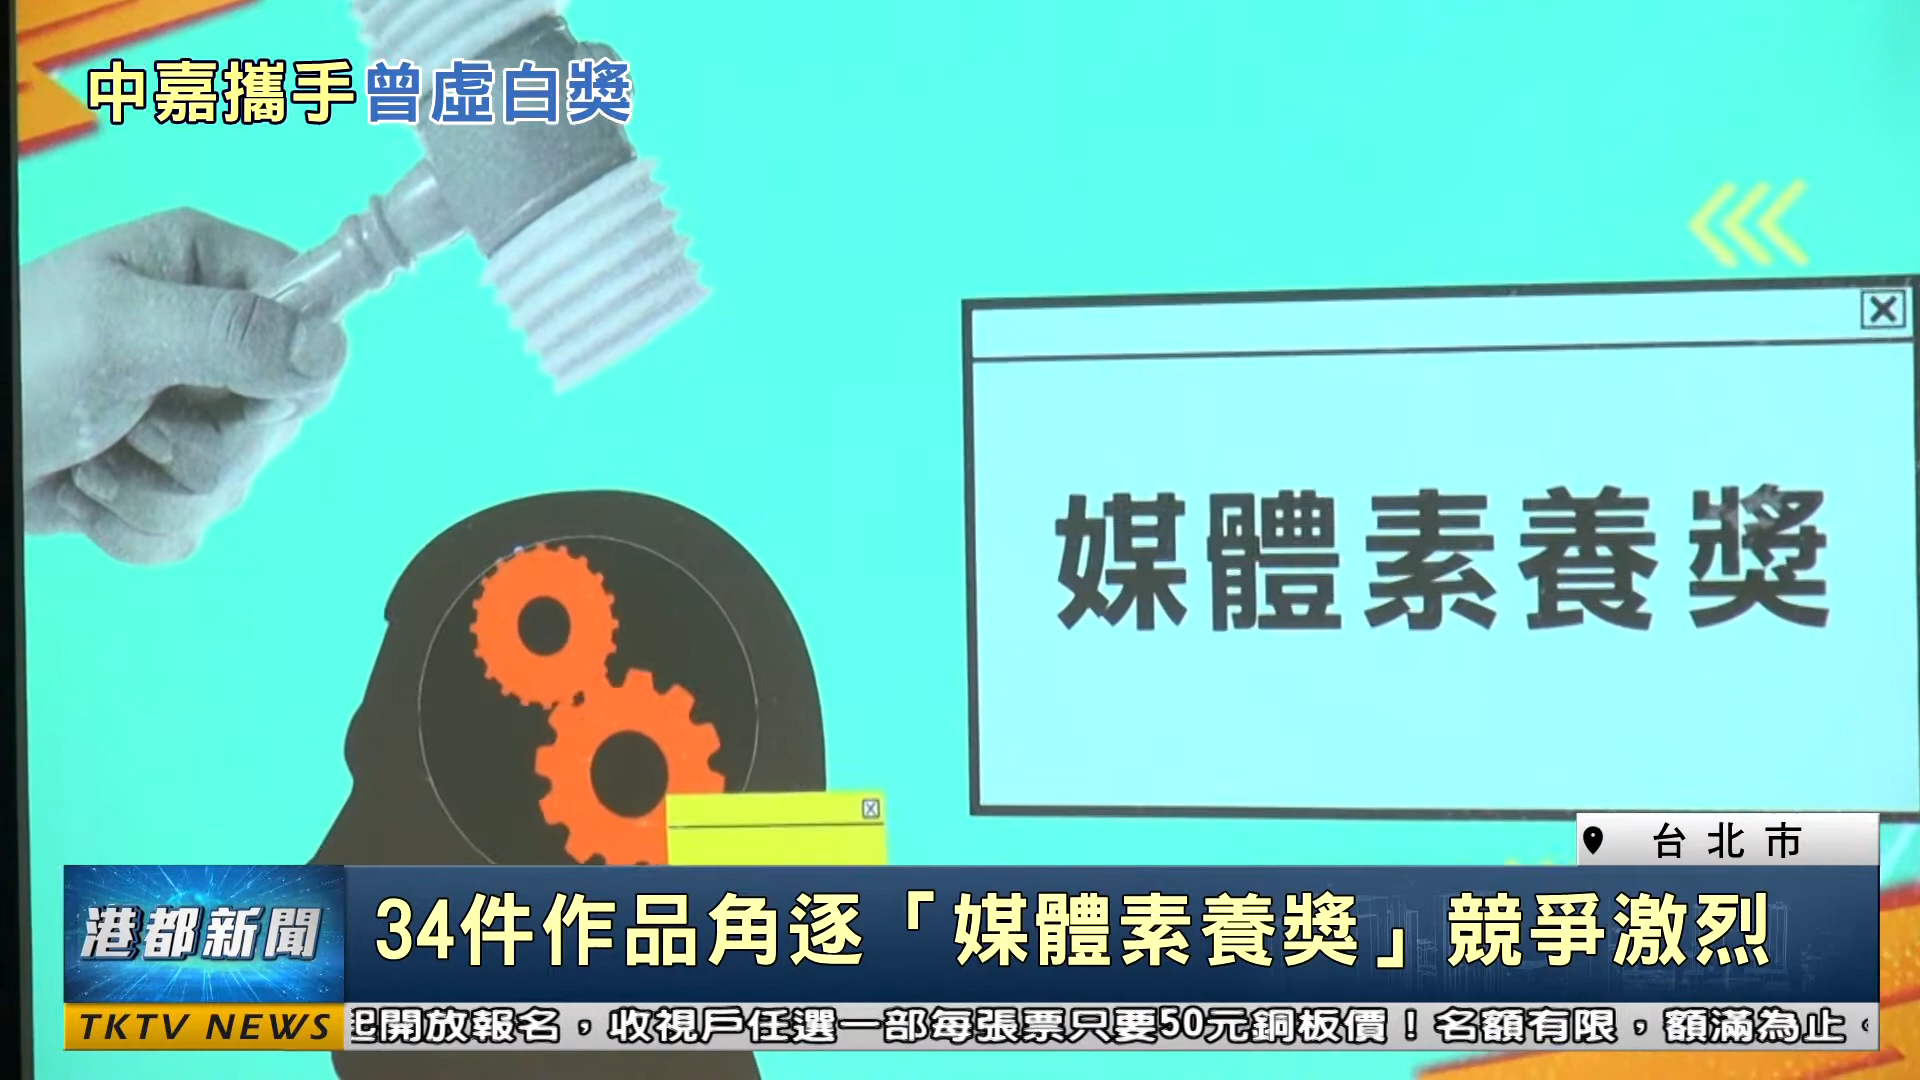 中嘉攜手曾虛白獎
媒體素養獎
台北市
港都新聞
34件作品角逐「媒體素養獎」競爭激烈
TKTV NEWS
起開放報名，收視戶任選一部每張票只要50元銅板價！名額有限，額滿為止。